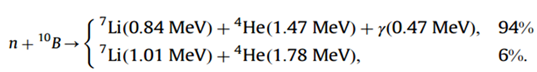 ⁷Li(0.84 MeV) + ⁴He(1.47 MeV) + γ(0.47 MeV), 94%
n + ¹⁰B → {
⁷Li(1.01 MeV) + ⁴He(1.78 MeV), 6%.